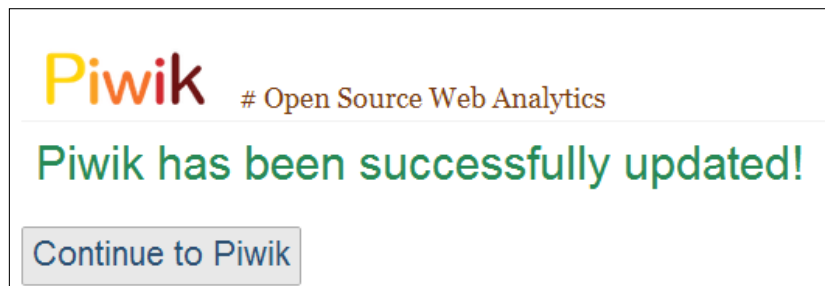 Piwik # Open Source Web Analytics
Piwik has been successfully updated!
Continue to Piwik